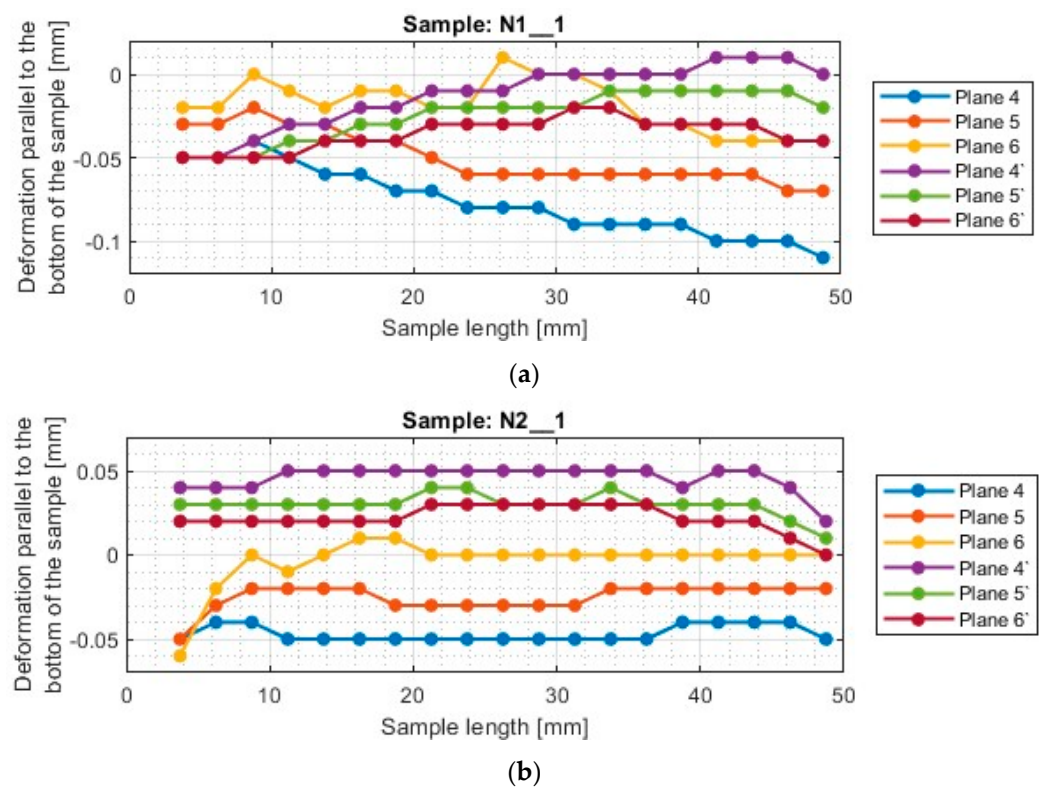 Sample: N1__1
Deformation parallel to the
bottom of the sample [mm]
0
-0.05
-0.1
0 10 20 30 40 50
Sample length [mm]
Plane 4
Plane 5
Plane 6
Plane 4`
Plane 5`
Plane 6`
(a)
Sample: N2__1
Deformation parallel to the
bottom of the sample [mm]
0.05
0
-0.05
0 10 20 30 40 50
Sample length [mm]
Plane 4
Plane 5
Plane 6
Plane 4`
Plane 5`
Plane 6`
(b)